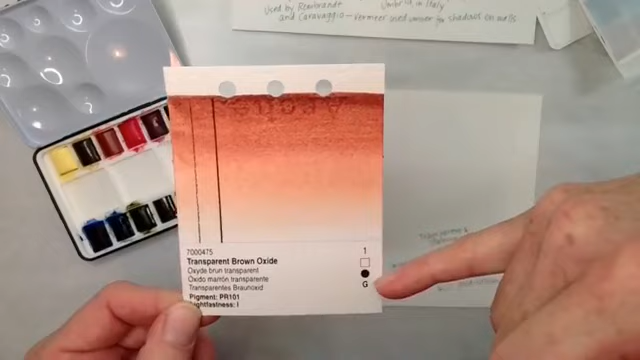 Used by Rembrandt Umbria in Italy
and Caravaggio - Vermeer used umber for shadows on walls
7000475 1
Transparent Brown Oxide
Oxyde brun transparent
Óxido marrón transparente
Transparentes Braunoxid G
Pigment: PR101
Lightfastness: I